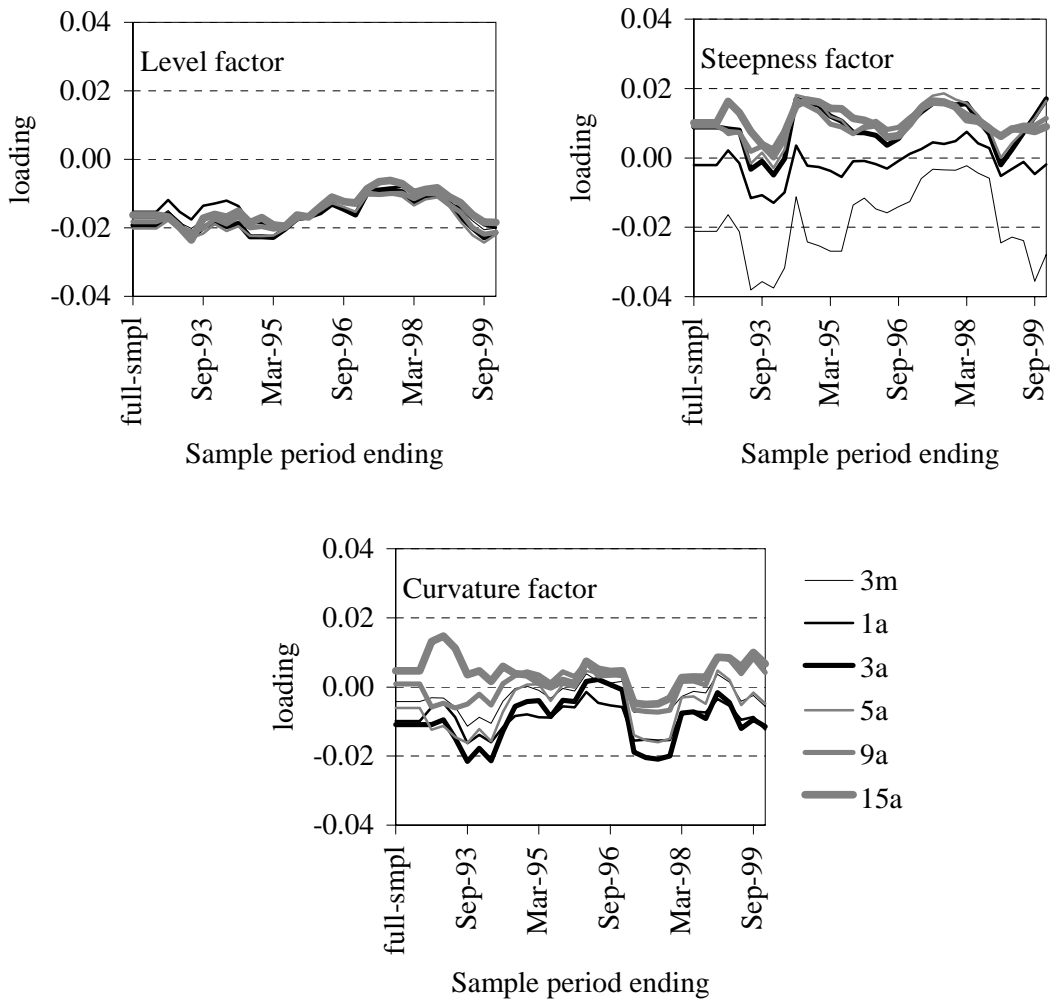 0.04
0.02
0.00
-0.02
-0.04
loading
Level factor
full-smpl
Sep-93
Mar-95
Sep-96
Mar-98
Sep-99
Sample period ending
0.04
0.02
0.00
-0.02
-0.04
loading
Steepness factor
full-smpl
Sep-93
Mar-95
Sep-96
Mar-98
Sep-99
Sample period ending
0.04
0.02
0.00
-0.02
-0.04
loading
Curvature factor
full-smpl
Sep-93
Mar-95
Sep-96
Mar-98
Sep-99
Sample period ending
3m
1a
3a
5a
9a
15a